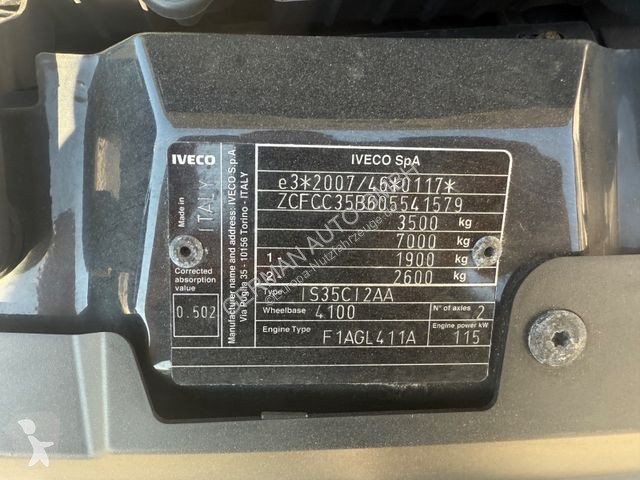 IVECO
Made in
ITALY
Corrected
absorption
value
0.502
Manufacturer name and address: IVECO S.p.A.
Via Puglia 35 - 10156 Torino - ITALY
IVECO SpA
e3*2007/46*0117*
ZCFCC35B605541579
3500 kg
7000 kg
1 1900 kg
2 2600 kg
Type IS35CI2AA
Wheelbase 4100 N° of axles 2
Engine Type F1AGL411A Engine power kW 115